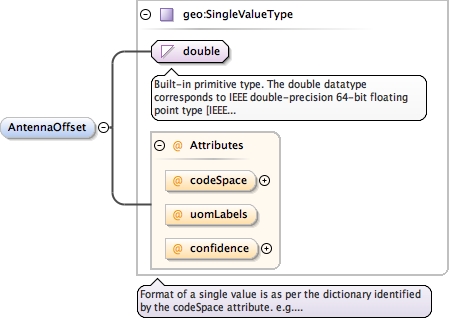 geo:SingleValueType
double
Built-in primitive type. The double datatype
corresponds to IEEE double-precision 64-bit floating
point type [IEEE...
AntennaOffset
@ Attributes
@ codeSpace
@ uomLabels
@ confidence
Format of a single value is as per the dictionary identified
by the codeSpace attribute. e.g....